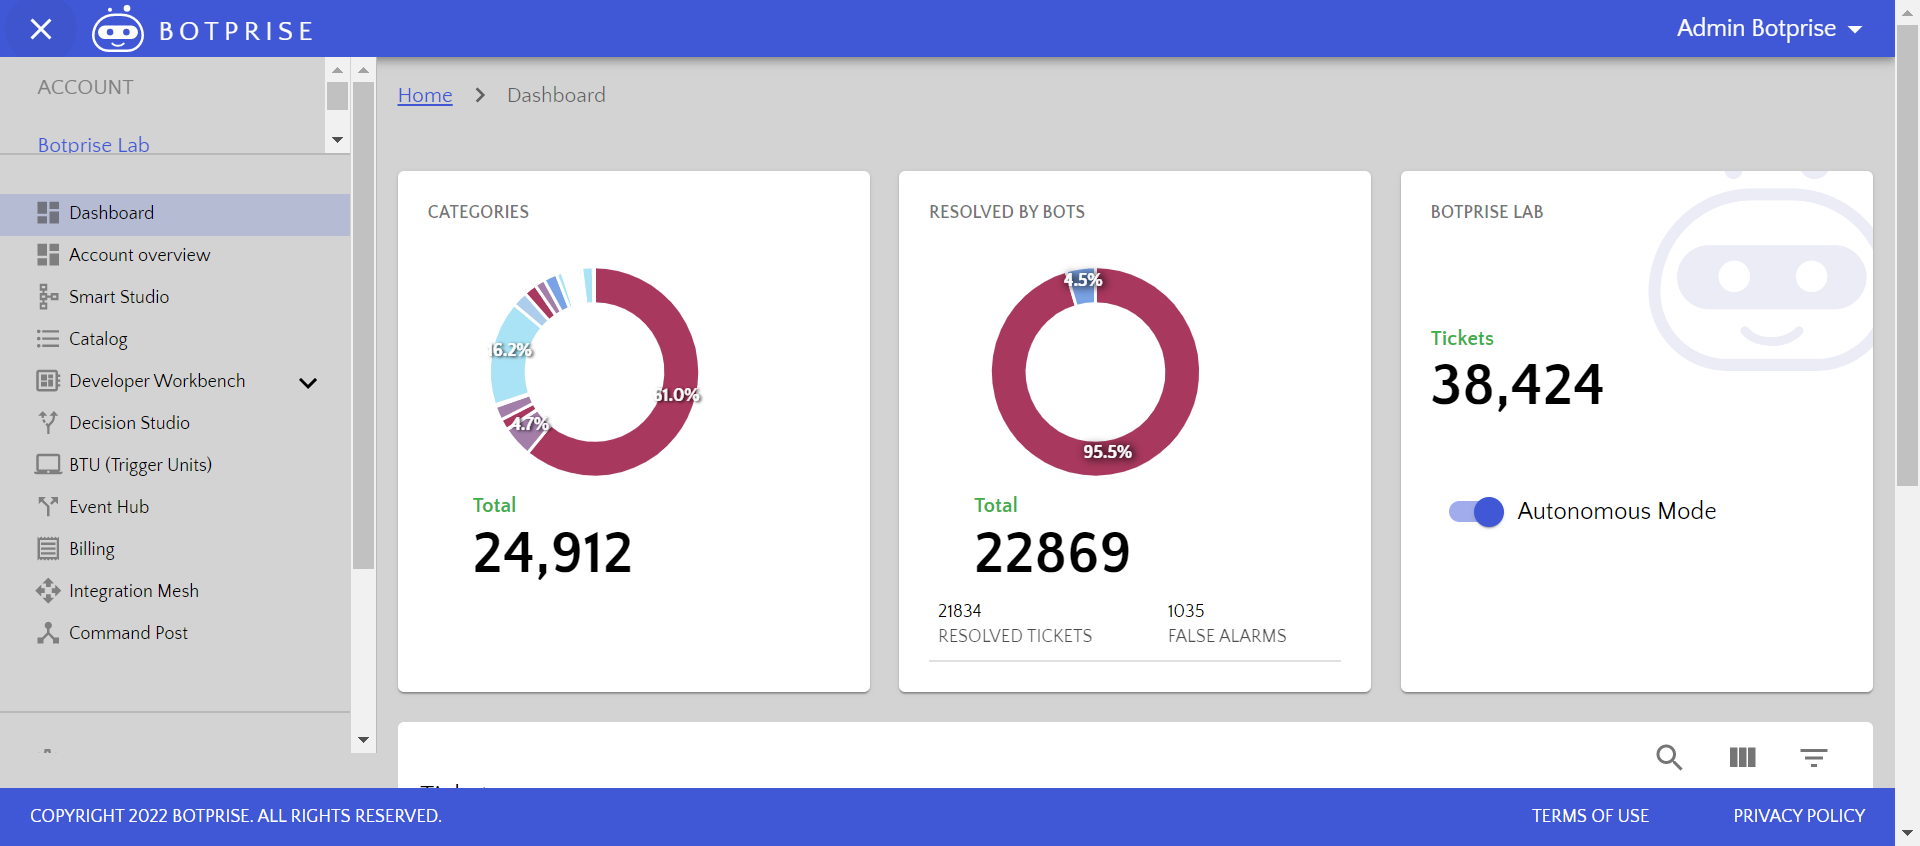 BOTPRISE
Admin Botprise
ACCOUNT
Botprise Lab
Dashboard
Account overview
Smart Studio
Catalog
Developer Workbench
Decision Studio
BTU (Trigger Units)
Event Hub
Billing
Integration Mesh
Command Post
Home
Dashboard
CATEGORIES
16.2%
61.0%
4.7%
Total
24,912
RESOLVED BY BOTS
4.5%
95.5%
Total
22869
21834
RESOLVED TICKETS
1035
FALSE ALARMS
BOTPRISE LAB
Tickets
38,424
Autonomous Mode
COPYRIGHT 2022 BOTPRISE. ALL RIGHTS RESERVED.
TERMS OF USE
PRIVACY POLICY